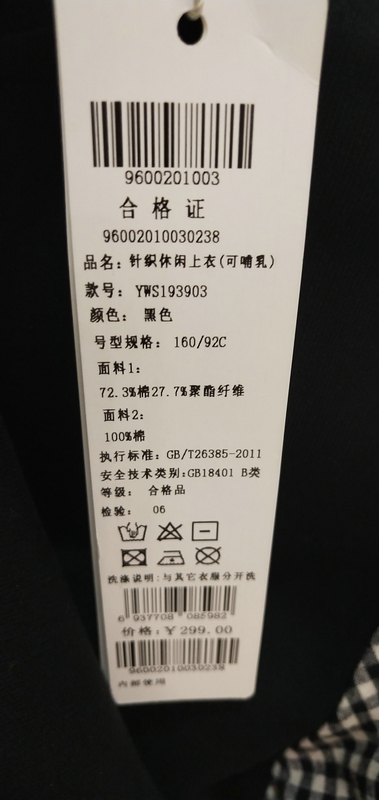 9600201003
合格证
96002010030238
品名：针织休闲上衣(可哺乳)
款号：YWS193903
颜色：黑色
号型规格：160/92C
面料1：
72.3%棉27.7%聚酯纤维
面料2：
100%棉
执行标准：GB/T26385-2011
安全技术类别：GB18401 B类
等级：合格品
检验：06
洗涤说明：与其它衣服分开洗
6 937708 085982
价格：￥299.00
96002010030238
内部使用